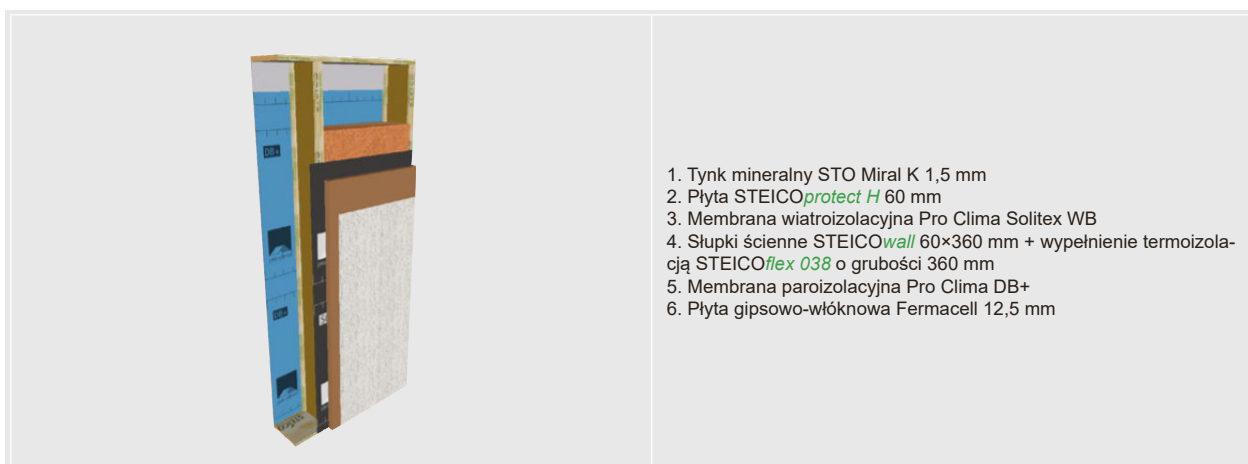 DB+
DB+
1. Tynk mineralny STO Miral K 1,5 mm
2. Płyta STEICOprotect H 60 mm
3. Membrana wiatroizolacyjna Pro Clima Solitex WB
4. Słupki ścienne STEICOwall 60×360 mm + wypełnienie termoizola-
cją STEICOflex 038 o grubości 360 mm
5. Membrana paroizolacyjna Pro Clima DB+
6. Płyta gipsowo-włóknowa Fermacell 12,5 mm